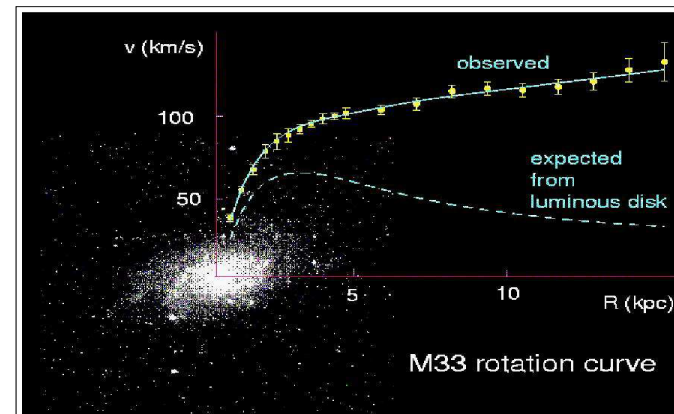 v (km/s)
observed
100
expected
from
luminous disk
50
5
10
R (kpc)
M33 rotation curve